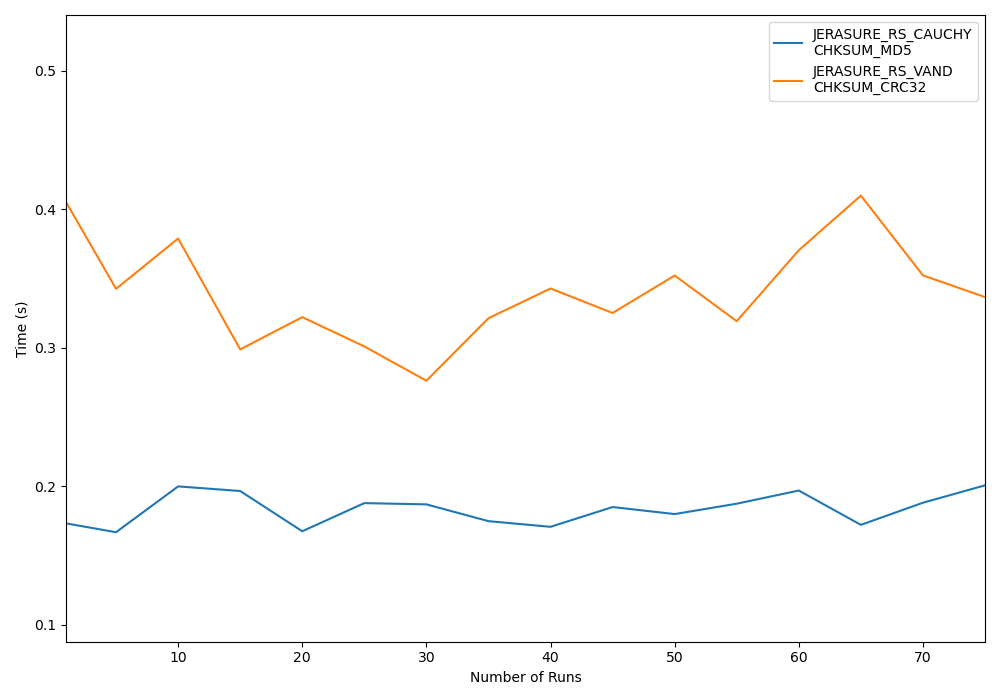 JERASURE_RS_CAUCHY
CHKSUM_MD5
JERASURE_RS_VAND
CHKSUM_CRC32
0.5
0.4
0.3
0.2
0.1
Time (s)
10 20 30 40 50 60 70
Number of Runs